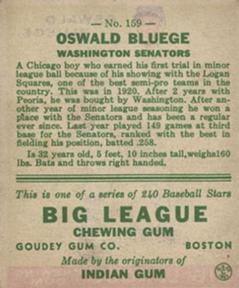 — No. 159 —
OSWALD BLUEGE
WASHINGTON SENATORS
A Chicago boy who earned his first trial in minor
league ball because of his showing with the Logan
Squares, one of the best semi-pro teams in the
country. This was in 1920. After 2 years with
Peoria, he was bought by Washington. After an-
other year of minor league seasoning he won a
place with the Senators and has been a regular
ever since. Last year played 149 games at third
base for the Senators, ranked with the best in
fielding his position, batted .258.
Is 32 years old, 5 feet, 10 inches tall, weighs 160
lbs. Bats and throws right handed.
This is one of a series of 240 Baseball Stars
BIG LEAGUE
CHEWING GUM
GOUDEY GUM CO. BOSTON
Made by the originators of
INDIAN GUM